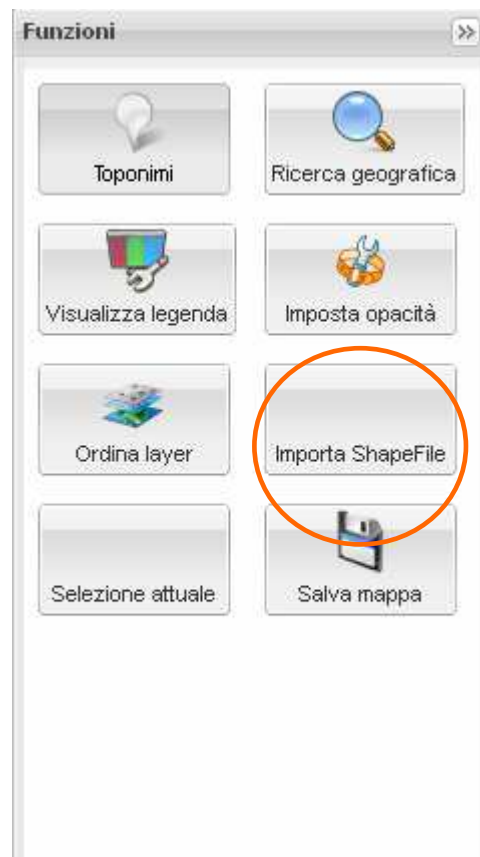 Funzioni
Toponimi
Ricerca geografica
Visualizza legenda
Imposta opacità
Ordina layer
Importa ShapeFile
Selezione attuale
Salva mappa